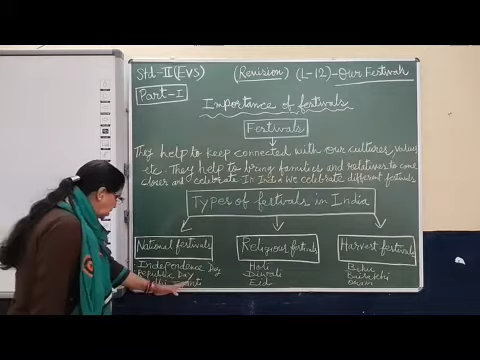 Std-II(EVS) (Revision) (L-12)-Our Festivals
Part-I
Importance of festivals
Festivals
They help to keep connected with our cultures, values
etc. They help to bring families and relatives to come
closer and celebrate In India we celebrate different festivals
Types of festivals in India
National festivals Religious festivals Harvest festivals
Independence Day Holi Bihu
Republic Day Diwali Baisakhi
Eid Onam